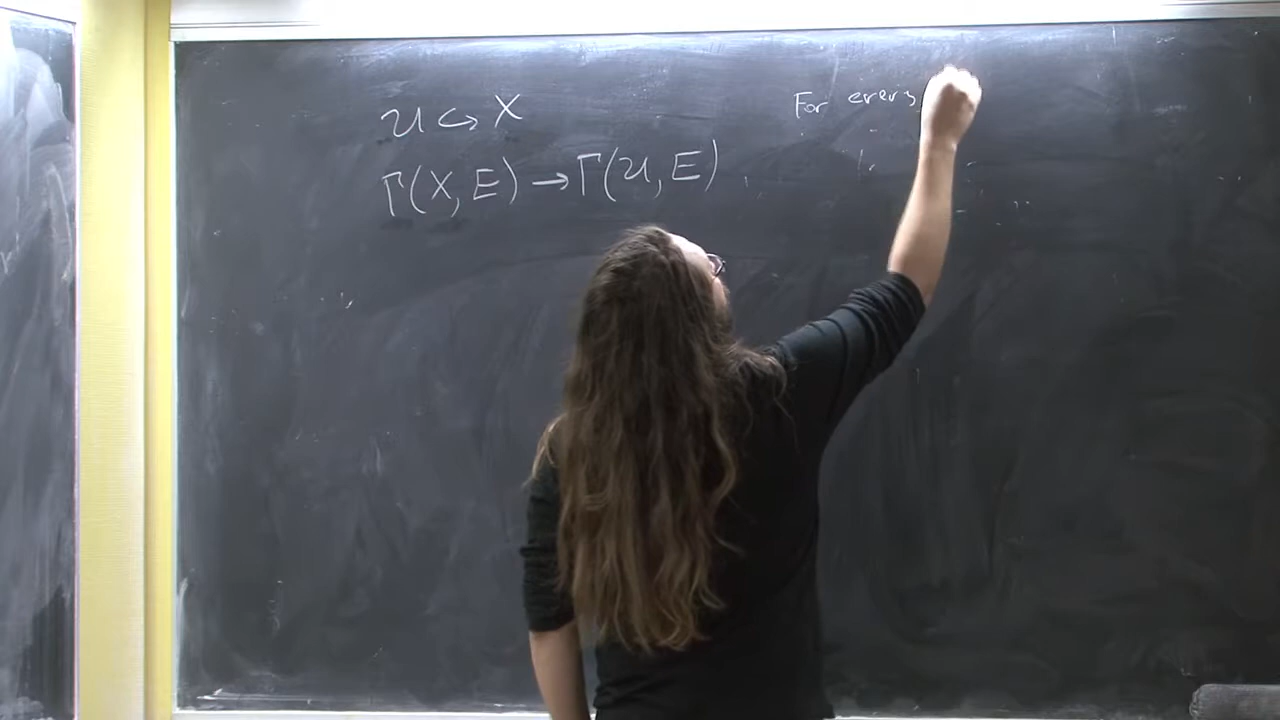 𝒰 ↪ X
Γ(X, E) → Γ(𝒰, E)
For every